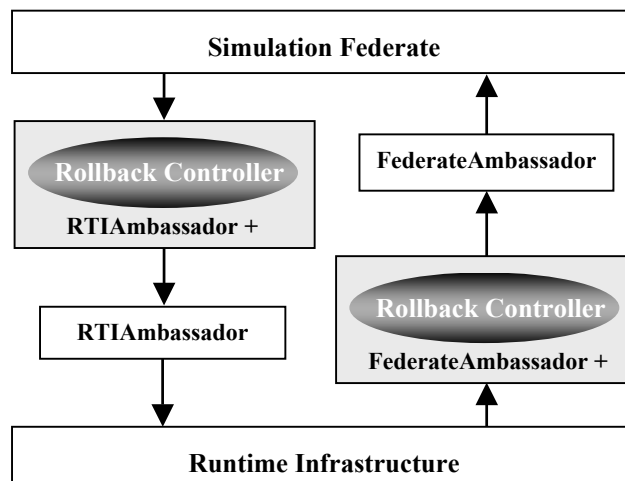 Simulation Federate
Rollback Controller
RTIAmbassador +
FederateAmbassador
RTIAmbassador
Rollback Controller
FederateAmbassador +
Runtime Infrastructure